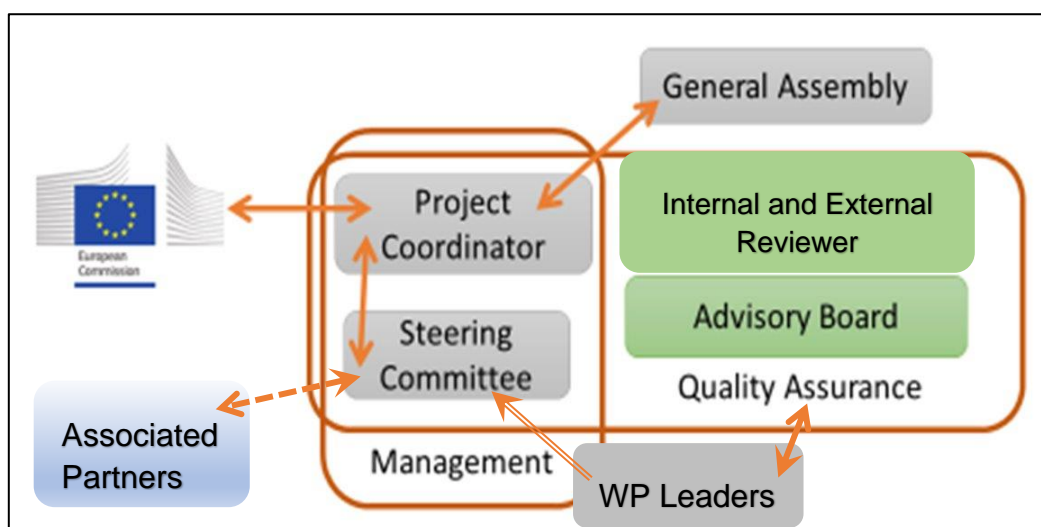 General Assembly
Project
Coordinator
Internal and External
Reviewer
European
Commission
Advisory Board
Steering
Committee
Quality Assurance
Associated
Partners
Management
WP Leaders